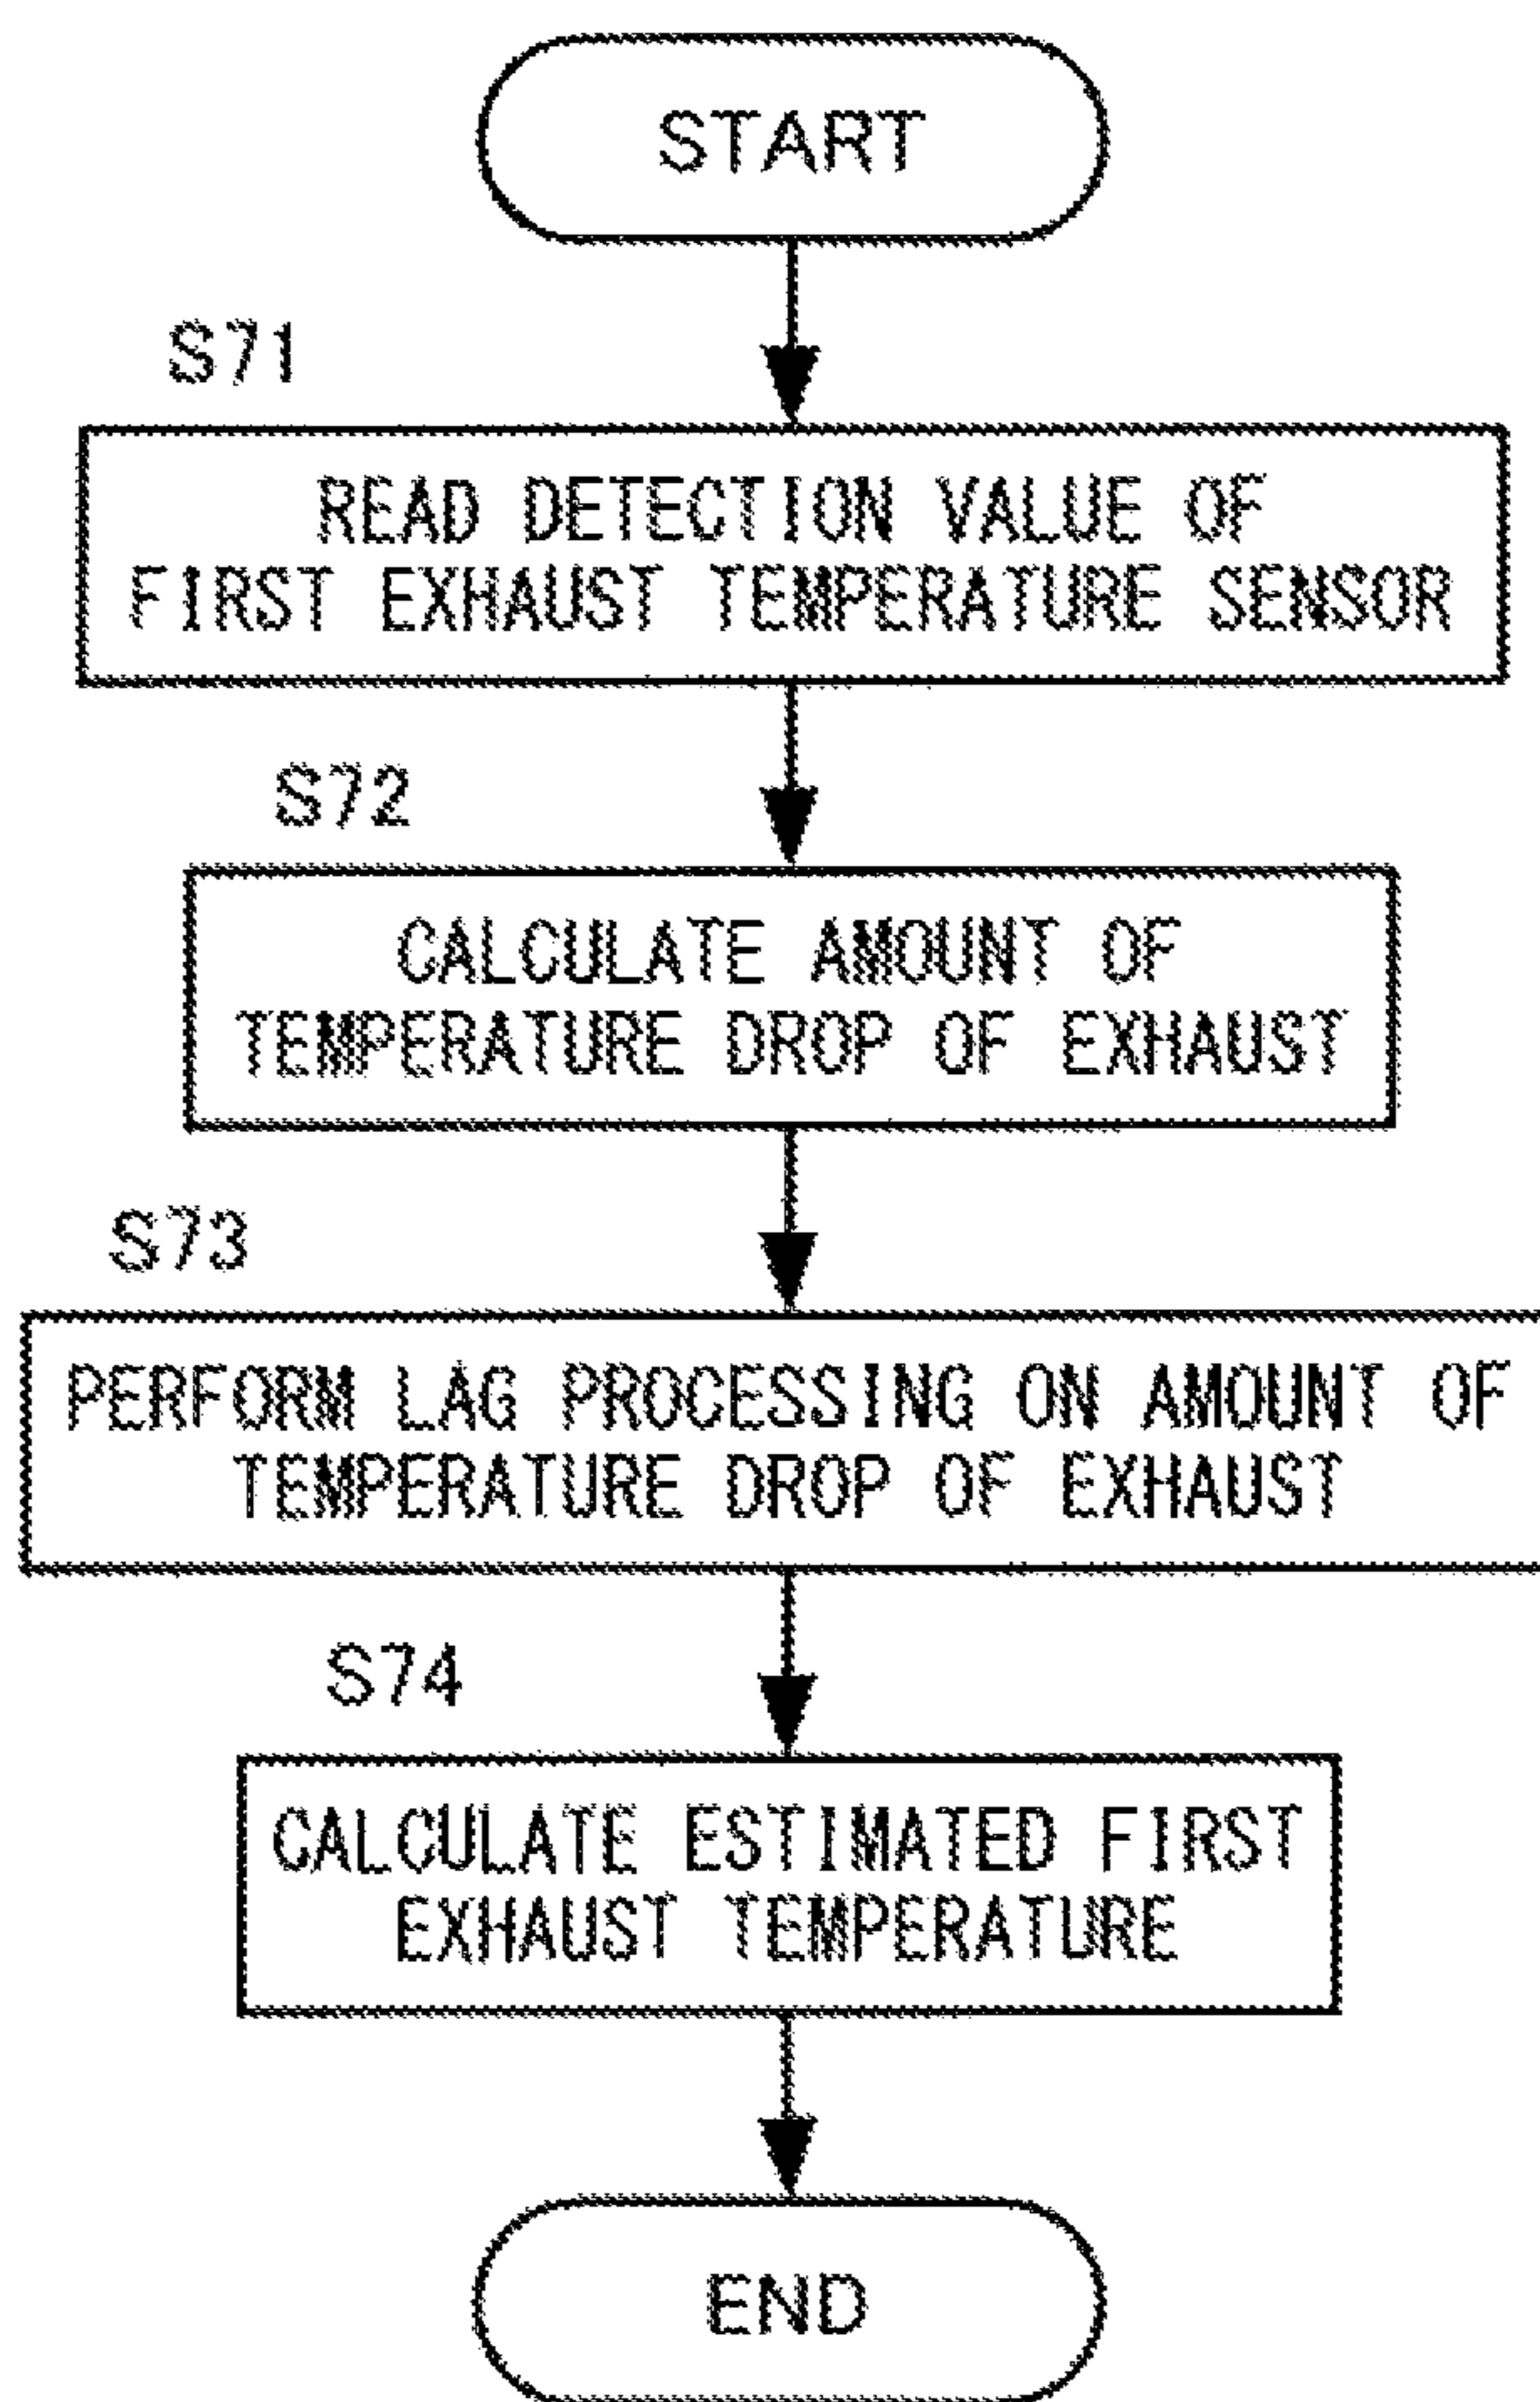 START
S71
READ DETECTION VALUE OF
FIRST EXHAUST TEMPERATURE SENSOR
S72
CALCULATE AMOUNT OF
TEMPERATURE DROP OF EXHAUST
S73
PERFORM LAG PROCESSING ON AMOUNT OF
TEMPERATURE DROP OF EXHAUST
S74
CALCULATE ESTIMATED FIRST
EXHAUST TEMPERATURE
END